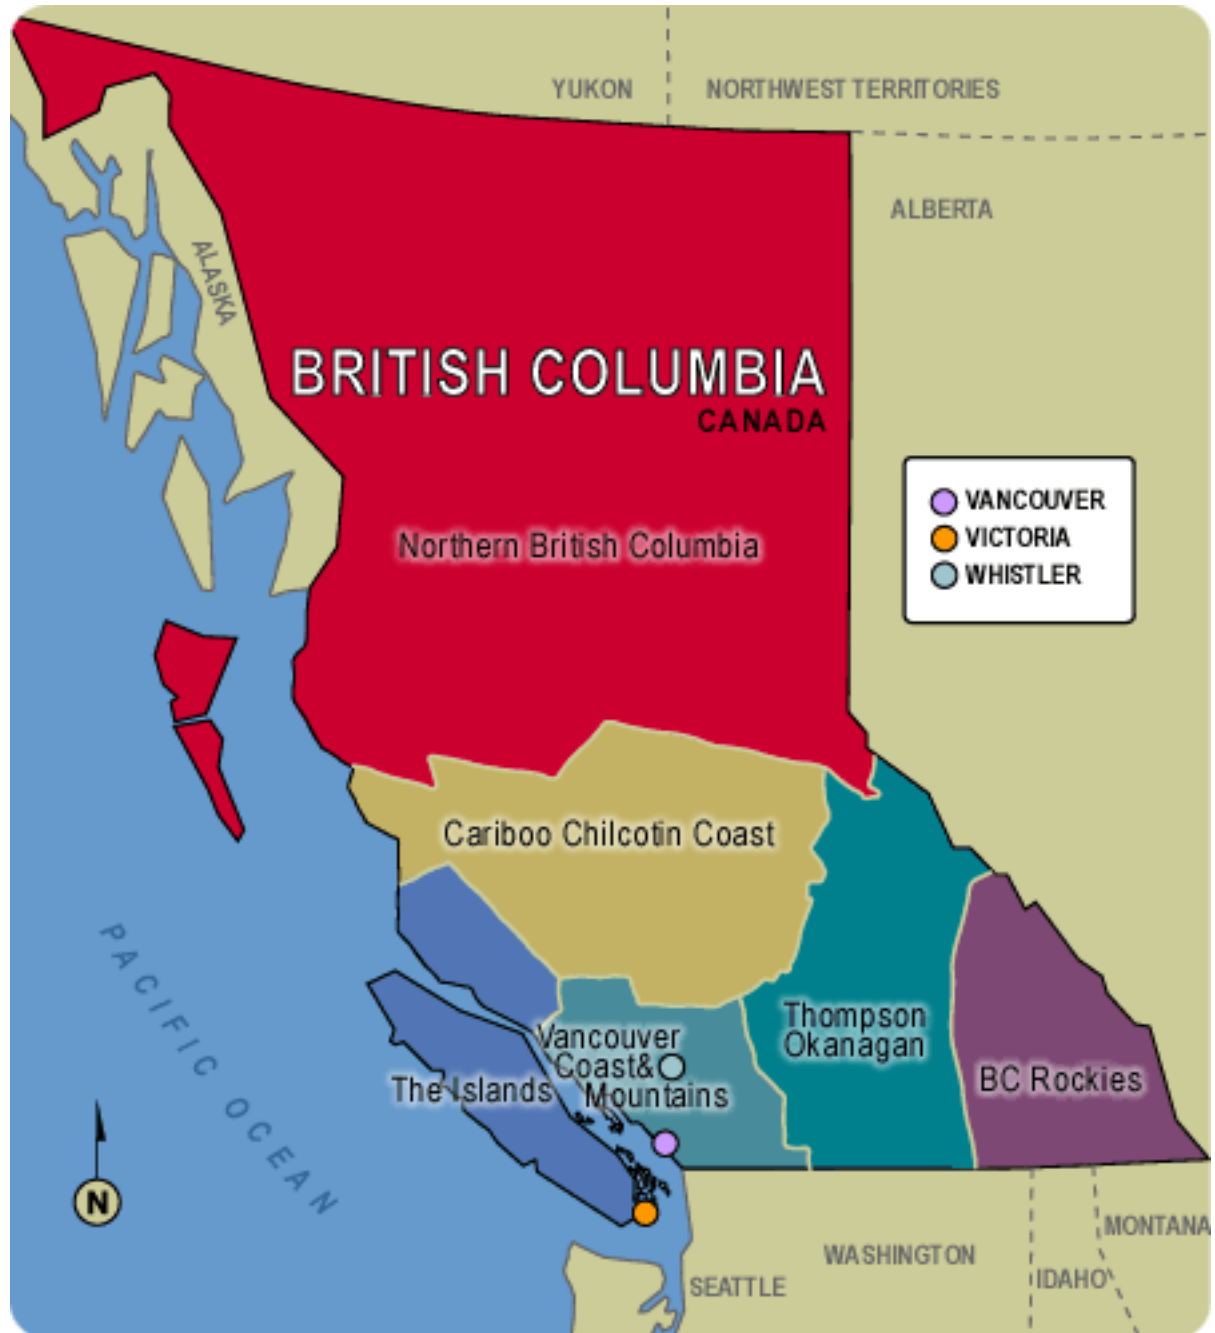 YUKON
NORTHWEST TERRITORIES
ALBERTA
ALASKA
BRITISH COLUMBIA
CANADA
VANCOUVER
VICTORIA
WHISTLER
Northern British Columbia
Cariboo Chilcotin Coast
PACIFIC OCEAN
Thompson
Okanagan
Vancouver
Coast&
Mountains
The Islands
BC Rockies
N
MONTANA
WASHINGTON
IDAHO
SEATTLE